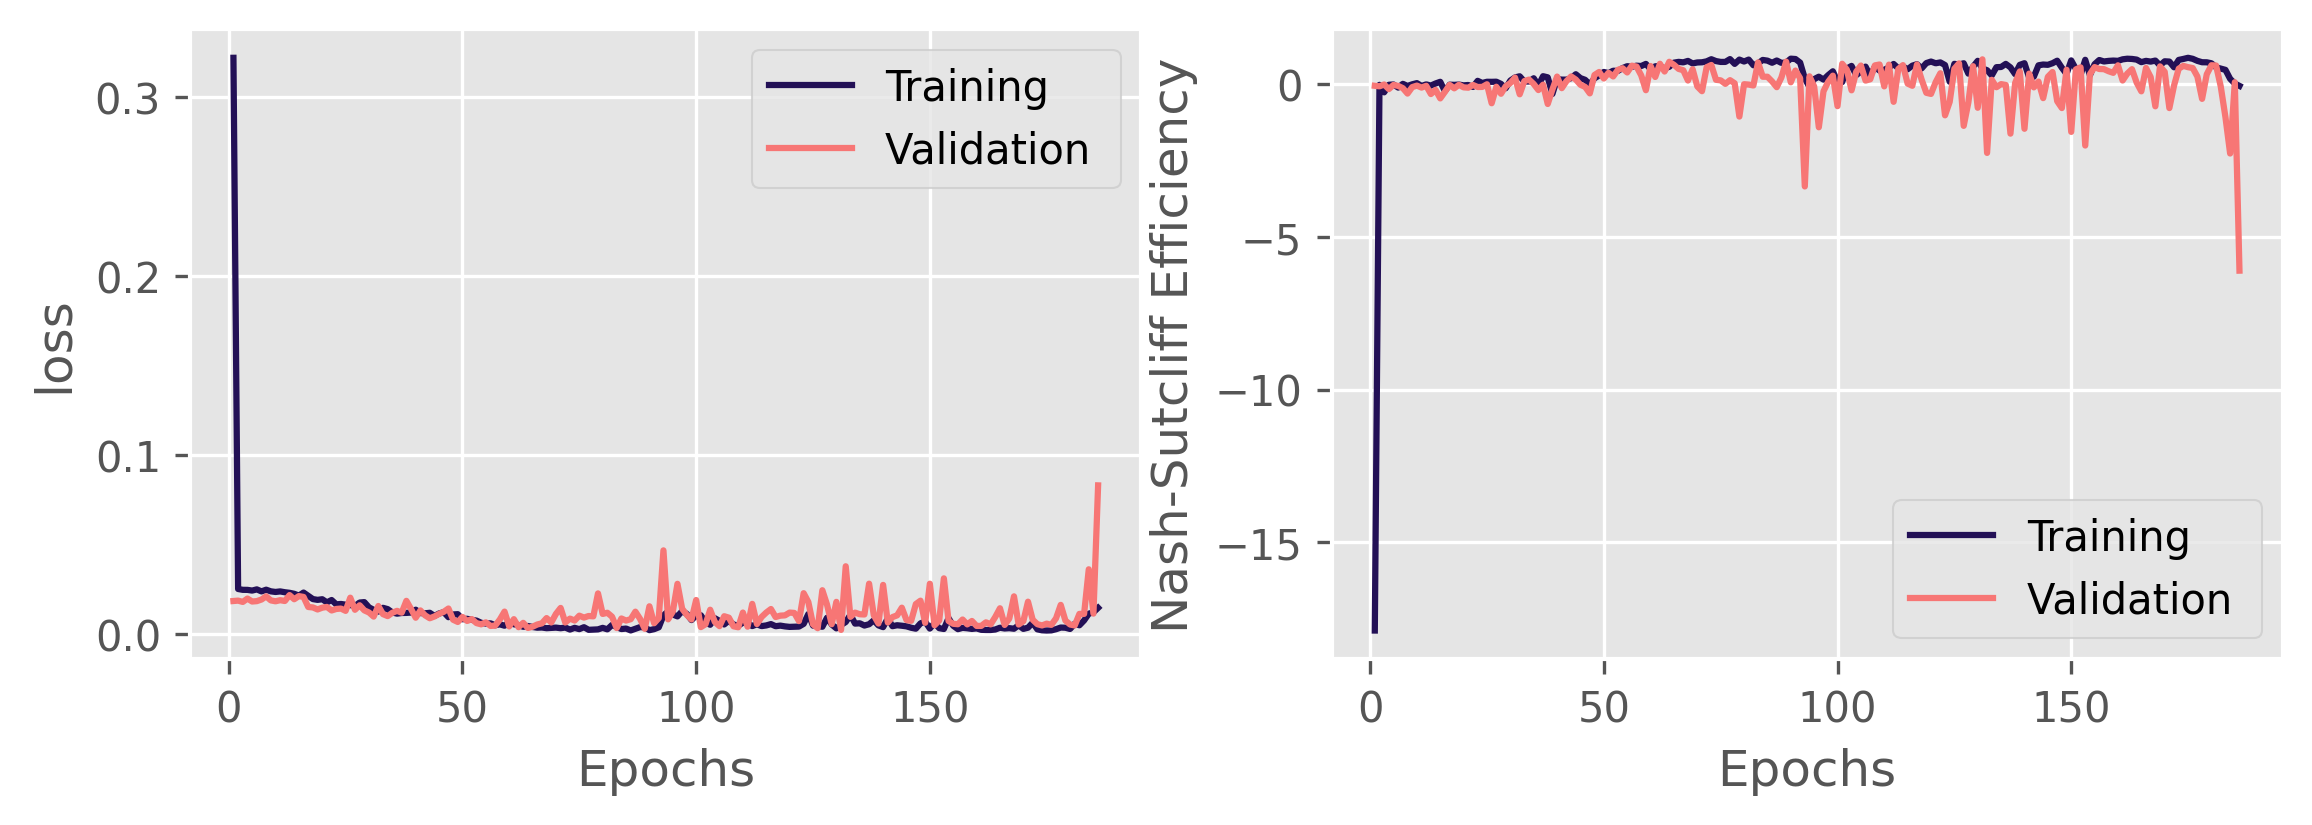 loss
0.3
0.2
0.1
0.0
0
50
100
150
Epochs
Training
Validation
Nash-Sutcliff Efficiency
0
−5
−10
−15
0
50
100
150
Epochs
Training
Validation